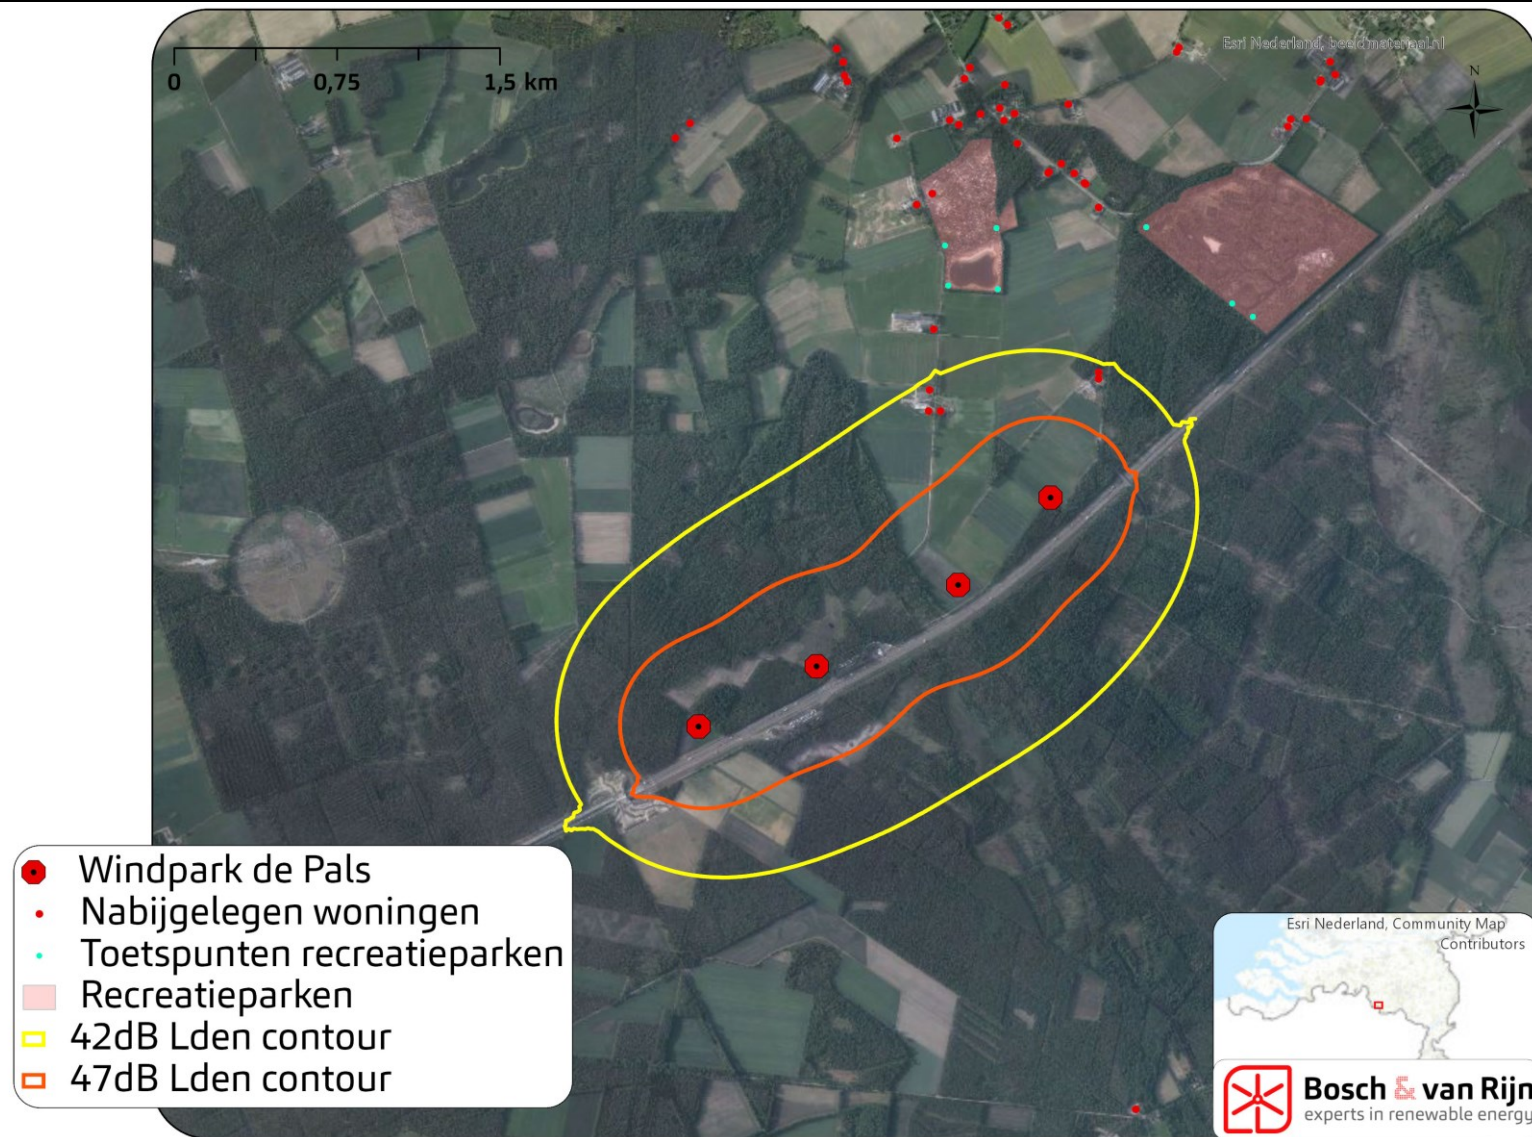 Esri Nederland, beeldmateriaal.nl
0 0,75 1,5 km
N
Windpark de Pals
Nabijgelegen woningen
Toetspunten recreatieparken
Recreatieparken
42dB Lden contour
47dB Lden contour
Esri Nederland, Community Map
Contributors
Bosch & van Rijn
experts in renewable energy